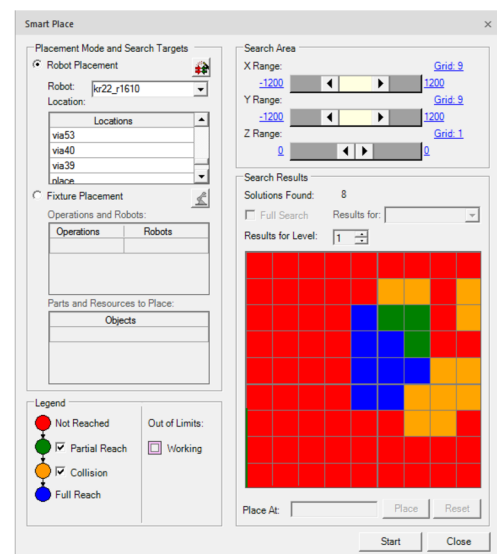 Smart Place
Placement Mode and Search Targets
Robot Placement
Robot: kr22_r1610
Location:
Locations
via53
via40
via39
place
Fixture Placement
Operations and Robots:
Operations Robots
Parts and Resources to Place:
Objects
Legend
Not Reached
Partial Reach
Collision
Full Reach
Out of Limits:
Working
Search Area
X Range: Grid: 9
-1200 1200
Y Range: Grid: 9
-1200 1200
Z Range: Grid: 1
0 0
Search Results
Solutions Found: 8
Full Search Results for:
Results for Level: 1
Place At: Place Reset
Start Close